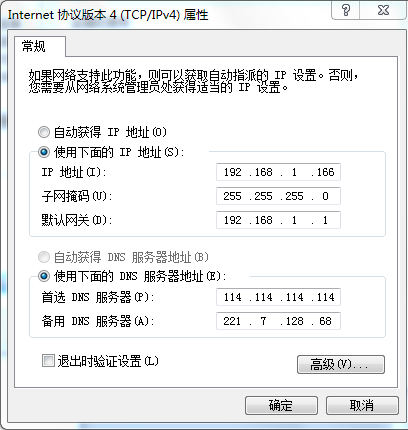 Internet 协议版本 4 (TCP/IPv4) 属性
常规
如果网络支持此功能，则可以获取自动指派的 IP 设置。否则，
您需要从网络系统管理员处获得适当的 IP 设置。
自动获得 IP 地址(O)
使用下面的 IP 地址(S):
IP 地址(I): 192 .168 . 1 .166
子网掩码(U): 255 .255 .255 . 0
默认网关(D): 192 .168 . 1 . 1
自动获得 DNS 服务器地址(B)
使用下面的 DNS 服务器地址(E):
首选 DNS 服务器(P): 114 .114 .114 .114
备用 DNS 服务器(A): 221 . 7 .128 . 68
退出时验证设置(L)
高级(V)...
确定 取消